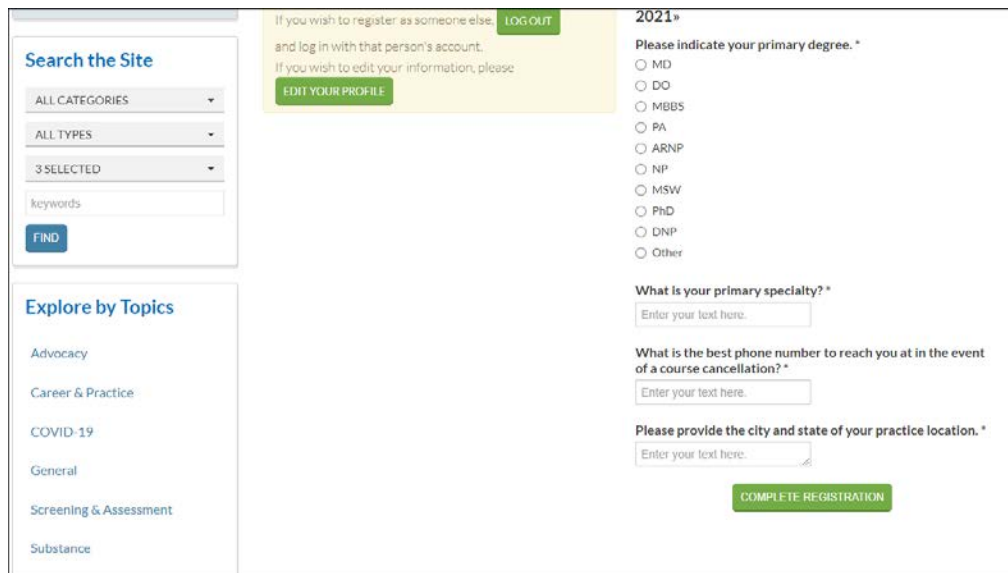 Search the Site
ALL CATEGORIES
ALL TYPES
3 SELECTED
keywords
FIND
Explore by Topics
Advocacy
Career & Practice
COVID-19
General
Screening & Assessment
Substance
If you wish to register as someone else, LOG OUT
and log in with that person's account.
If you wish to edit your information, please
EDIT YOUR PROFILE
2021»
Please indicate your primary degree. *
MD
DO
MBBS
PA
ARNP
NP
MSW
PhD
DNP
Other
What is your primary specialty? *
Enter your text here.
What is the best phone number to reach you at in the event
of a course cancellation? *
Enter your text here.
Please provide the city and state of your practice location. *
Enter your text here.
COMPLETE REGISTRATION